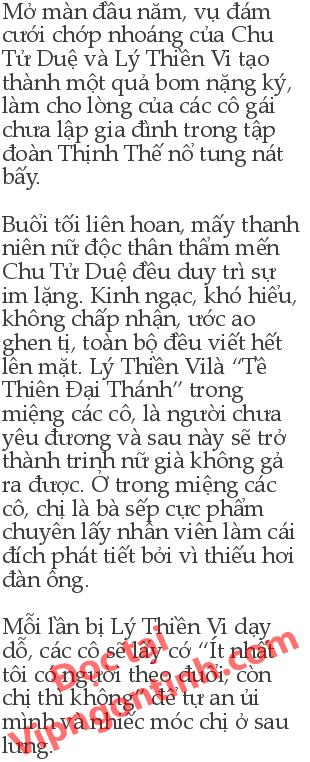 Mở màn đầu năm, vụ đám
cưới chớp nhoáng của Chu
Tử Duệ và Lý Thiền Vi tạo
thành một quả bom nặng ký,
làm cho lòng của các cô gái
chưa lập gia đình trong tập
đoàn Thịnh Thế nổ tung nát
bấy.
Buổi tối liên hoan, mấy thanh
niên nữ độc thân thẩm mến
Chu Tử Duệ đều duy trì sự
im lặng. Kinh ngạc, khó hiểu,
không chấp nhận, ước ao
ghen tị, toàn bộ đều viết hết
lên mặt. Lý Thiền Vilà “Tề
Thiên Đại Thánh” trong
miệng các cô, là người chưa
yêu đương và sau này sẽ trở
thành trinh nữ già không gả
ra được. Ở trong miệng các
cô, chị là bà sếp cực phẩm
chuyên lấy nhân viên làm cái
đích phát tiết bởi vì thiếu hơi
đàn ông.
Mỗi lần bị Lý Thiền Vi dạy
dỗ, các cô sẽ lấy cớ “Ít nhất
tôi có người theo đuổi, còn
chị thì không” để tự an ủi
mình và nhiếc móc chị ở sau
lưng.
Đọc tại
Vipngontinh.com